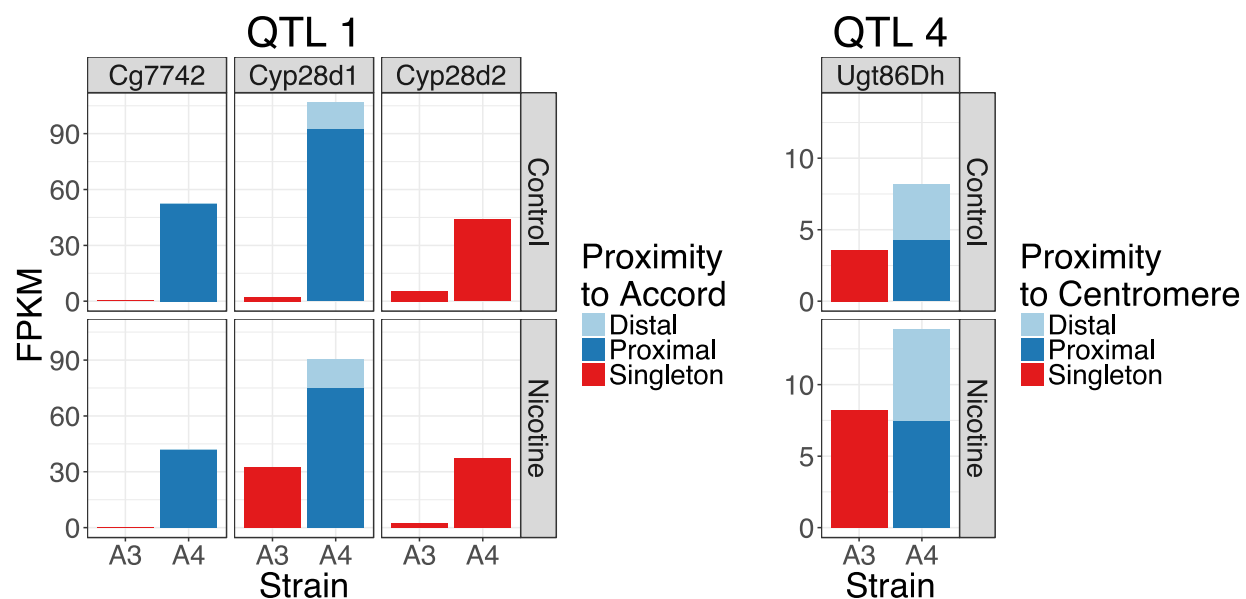 QTL 1
QTL 4
Cg7742
Cyp28d1
Cyp28d2
Ugt86Dh
FPKM
90
60
30
0
Control
90
60
30
0
Nicotine
A3
A4
A3
A4
A3
A4
Strain
Proximity
to Accord
Distal
Proximal
Singleton
10
5
0
Control
10
5
0
Nicotine
A3
A4
Strain
Proximity
to Centromere
Distal
Proximal
Singleton